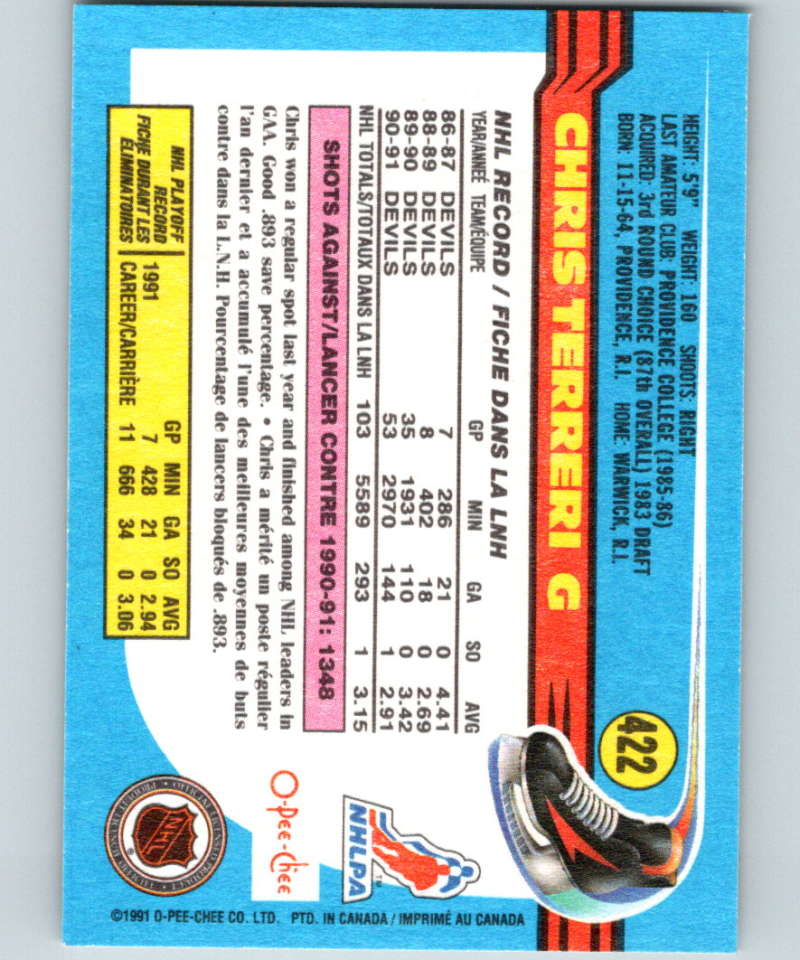 HEIGHT: 5'9" WEIGHT: 160 SHOOTS: RIGHT
LAST AMATEUR CLUB: PROVIDENCE COLLEGE (1985-86)
ACQUIRED: 3rd ROUND CHOICE (87th OVERALL) 1983 DRAFT
BORN: 11-15-64, PROVIDENCE, R.I. HOME: WARWICK, R.I.
422
CHRIS TERRERI G
NHL RECORD / FICHE DANS LA LNH
YEAR/ANNEÉ TEAM/ÉQUIPE GP MIN GA SO AVG
86-87 DEVILS 7 286 21 0 4.41
88-89 DEVILS 8 402 18 0 2.69
89-90 DEVILS 35 1931 110 0 3.42
90-91 DEVILS 53 2970 144 1 2.91
NHL TOTALS/TOTAUX DANS LA LNH 103 5589 293 1 3.15
SHOTS AGAINST/LANCER CONTRE 1990-91: 1348
Chris won a regular spot last year and finished among NHL leaders in
GAA. Good .893 save percentage. • Chris a mérité un poste régulier
l'an dernier et a accumulé l'une des meilleures moyennes de buts
contre dans la L.N.H. Pourcentage de lancers bloqués de .893.
NHL PLAYOFF
RECORD
FICHE DURANT LES
ÉLIMINATOIRES
GP MIN GA SO AVG
1991 7 428 21 0 2.94
CAREER/CARRIÈRE 11 666 34 0 3.06
NHLPA
TM
O-Pee-Chee
OFFICIAL LICENSED PRODUCT
NHL
®
©1991 O-PEE-CHEE CO. LTD. PTD. IN CANADA / IMPRIMÉ AU CANADA